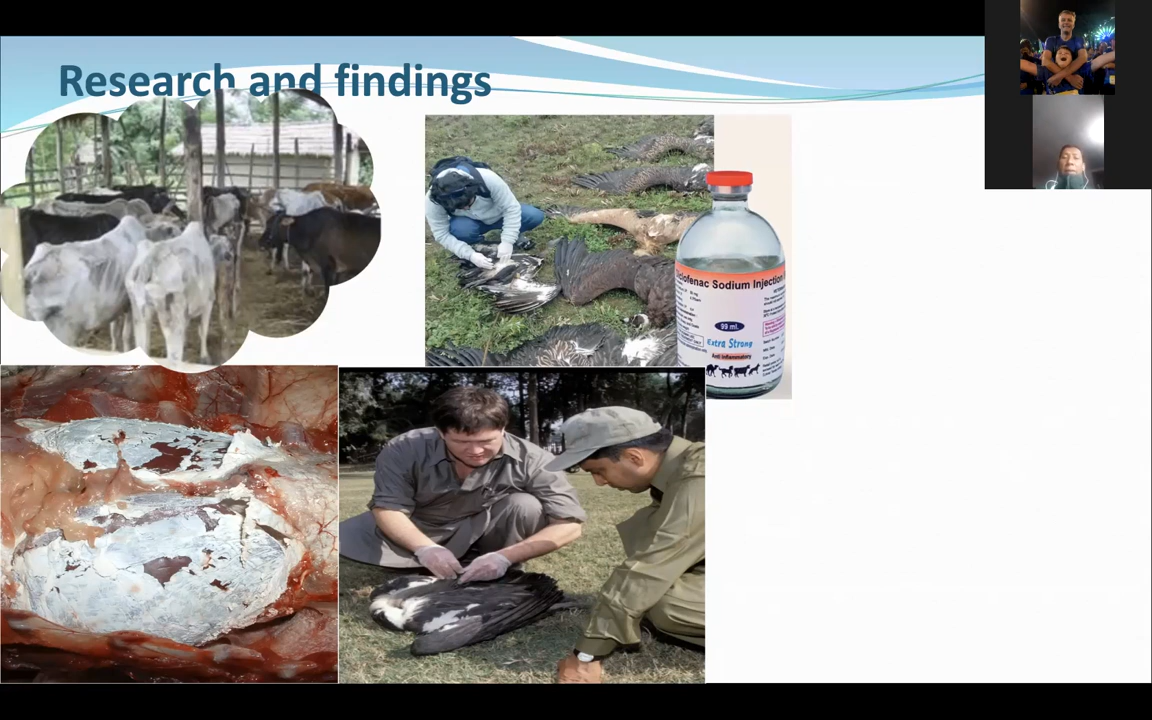 Research and findings
clofenac Sodium Injection
99 ml.
Extra Strong
Anti Inflammatory